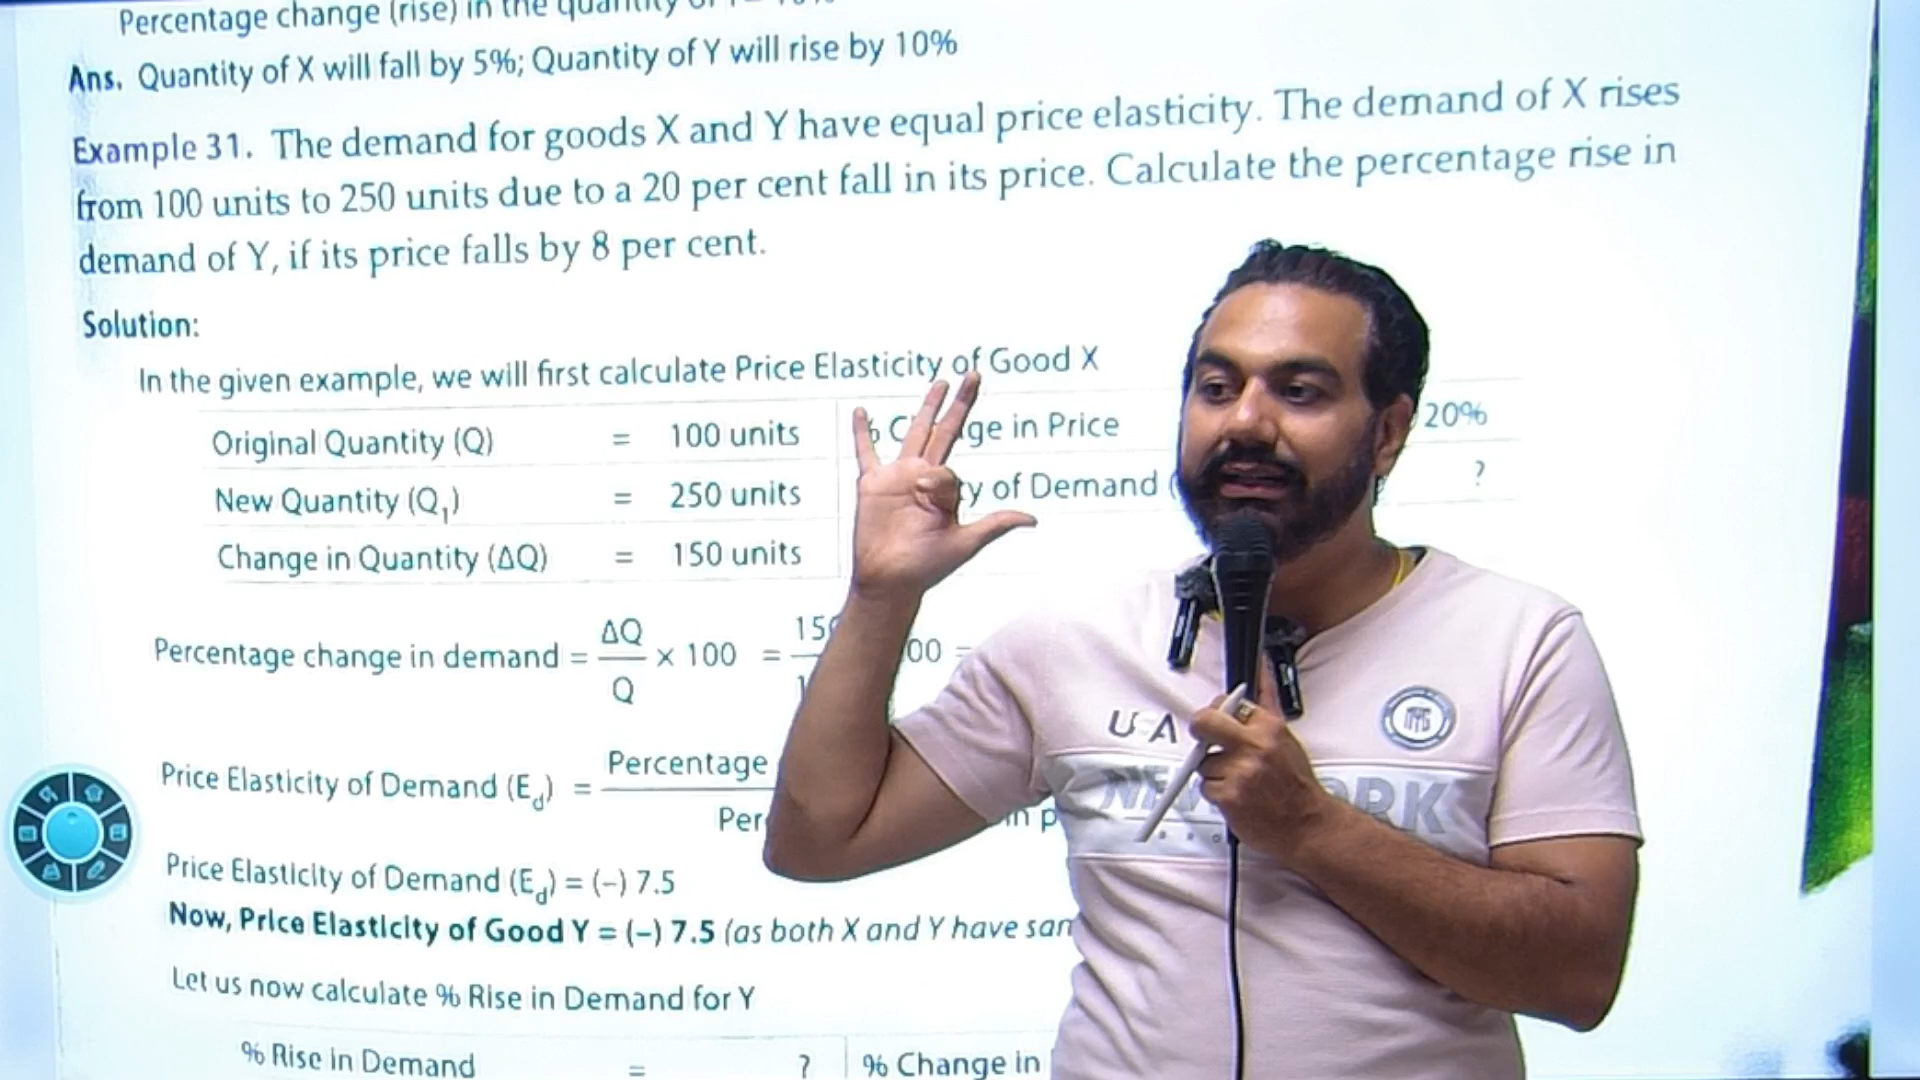 Percentage change (rise) in the quantity of
Ans. Quantity of X will fall by 5%; Quantity of Y will rise by 10%
Example 31. The demand for goods X and Y have equal price elasticity. The demand of X rises
from 100 units to 250 units due to a 20 per cent fall in its price. Calculate the percentage rise in
demand of Y, if its price falls by 8 per cent.
Solution:
In the given example, we will first calculate Price Elasticity of Good X
Original Quantity (Q) = 100 units % in Price 20%
New Quantity (Q₁) = 250 units of Demand ?
Change in Quantity (ΔQ) = 150 units
Percentage change in demand = ΔQ/Q × 100 =
Price Elasticity of Demand (Ed) = Percentage
Price Elasticity of Demand (Ed) = (–) 7.5
Now, Price Elasticity of Good Y = (–) 7.5 (as both X and Y have
Let us now calculate % Rise in Demand for Y
% Rise in Demand = ? % Change in
USA
NEW YORK